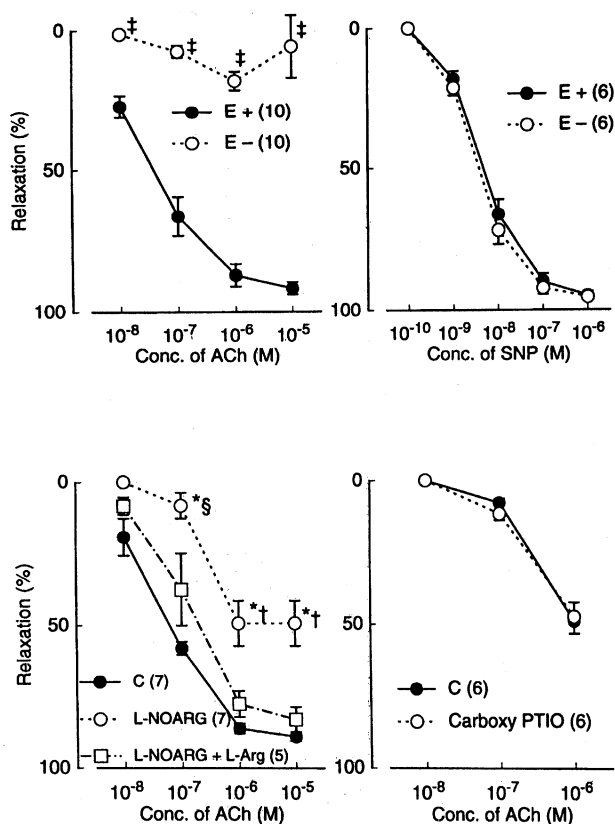 0
50
100
Relaxation (%)
‡
‡
‡
‡
E + (10)
E – (10)
10-8
10-7
10-6
10-5
Conc. of ACh (M)
0
50
100
E + (6)
E – (6)
10-10
10-9
10-8
10-7
10-6
Conc. of SNP (M)
0
50
100
Relaxation (%)
*§
*†
*†
C (7)
L-NOARG (7)
L-NOARG + L-Arg (5)
10-8
10-7
10-6
10-5
Conc. of ACh (M)
0
50
100
C (6)
Carboxy PTIO (6)
10-8
10-7
10-6
Conc. of ACh (M)